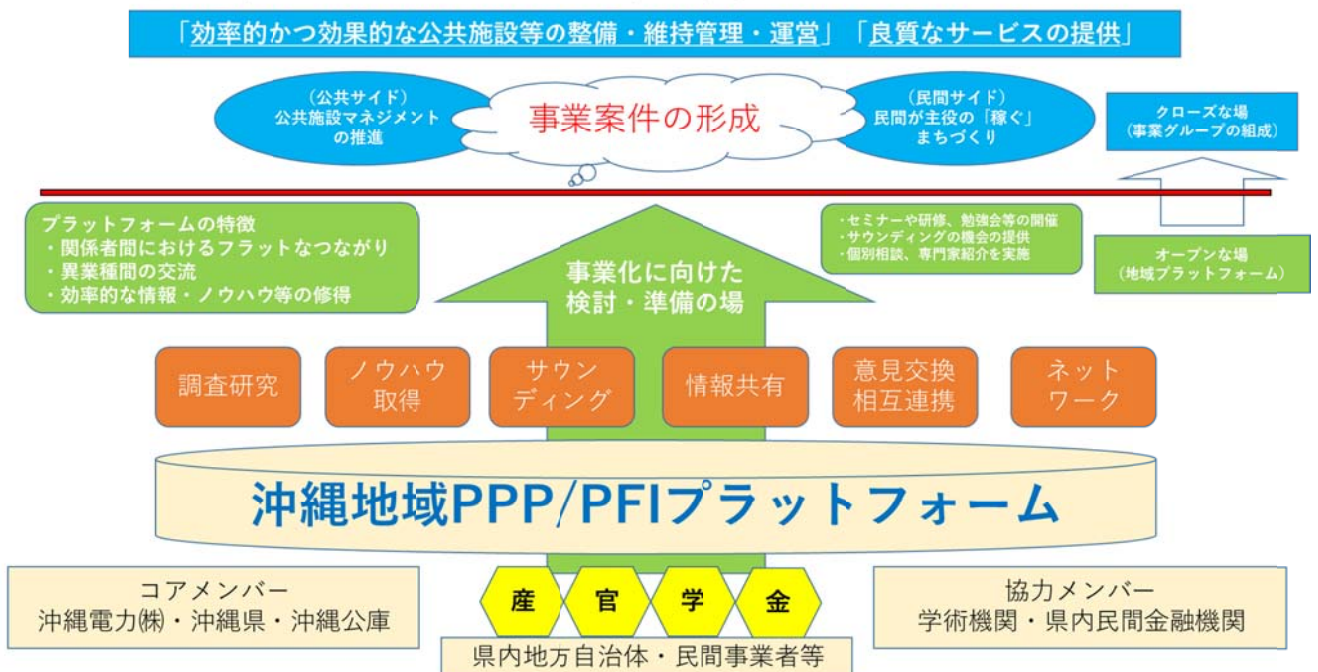 「効率的かつ効果的な公共施設等の整備・維持管理・運営」「良質なサービスの提供」
(公共サイド)
公共施設マネジメント
の推進
事業案件の形成
(民間サイド)
民間が主役の「稼ぐ」
まちづくり
クローズな場
(事業グループの組成)
プラットフォームの特徴
・関係者間におけるフラットなつながり
・異業種間の交流
・効率的な情報・ノウハウ等の修得
事業化に向けた
検討・準備の場
・セミナーや研修、勉強会等の開催
・サウンディングの機会の提供
・個別相談、専門家紹介を実施
オープンな場
(地域プラットフォーム)
調査研究
ノウハウ
取得
サウン
ディング
情報共有
意見交換
相互連携
ネット
ワーク
沖縄地域PPP/PFIプラットフォーム
コアメンバー
沖縄電力㈱・沖縄県・沖縄公庫
産 官 学 金
県内地方自治体・民間事業者等
協力メンバー
学術機関・県内民間金融機関